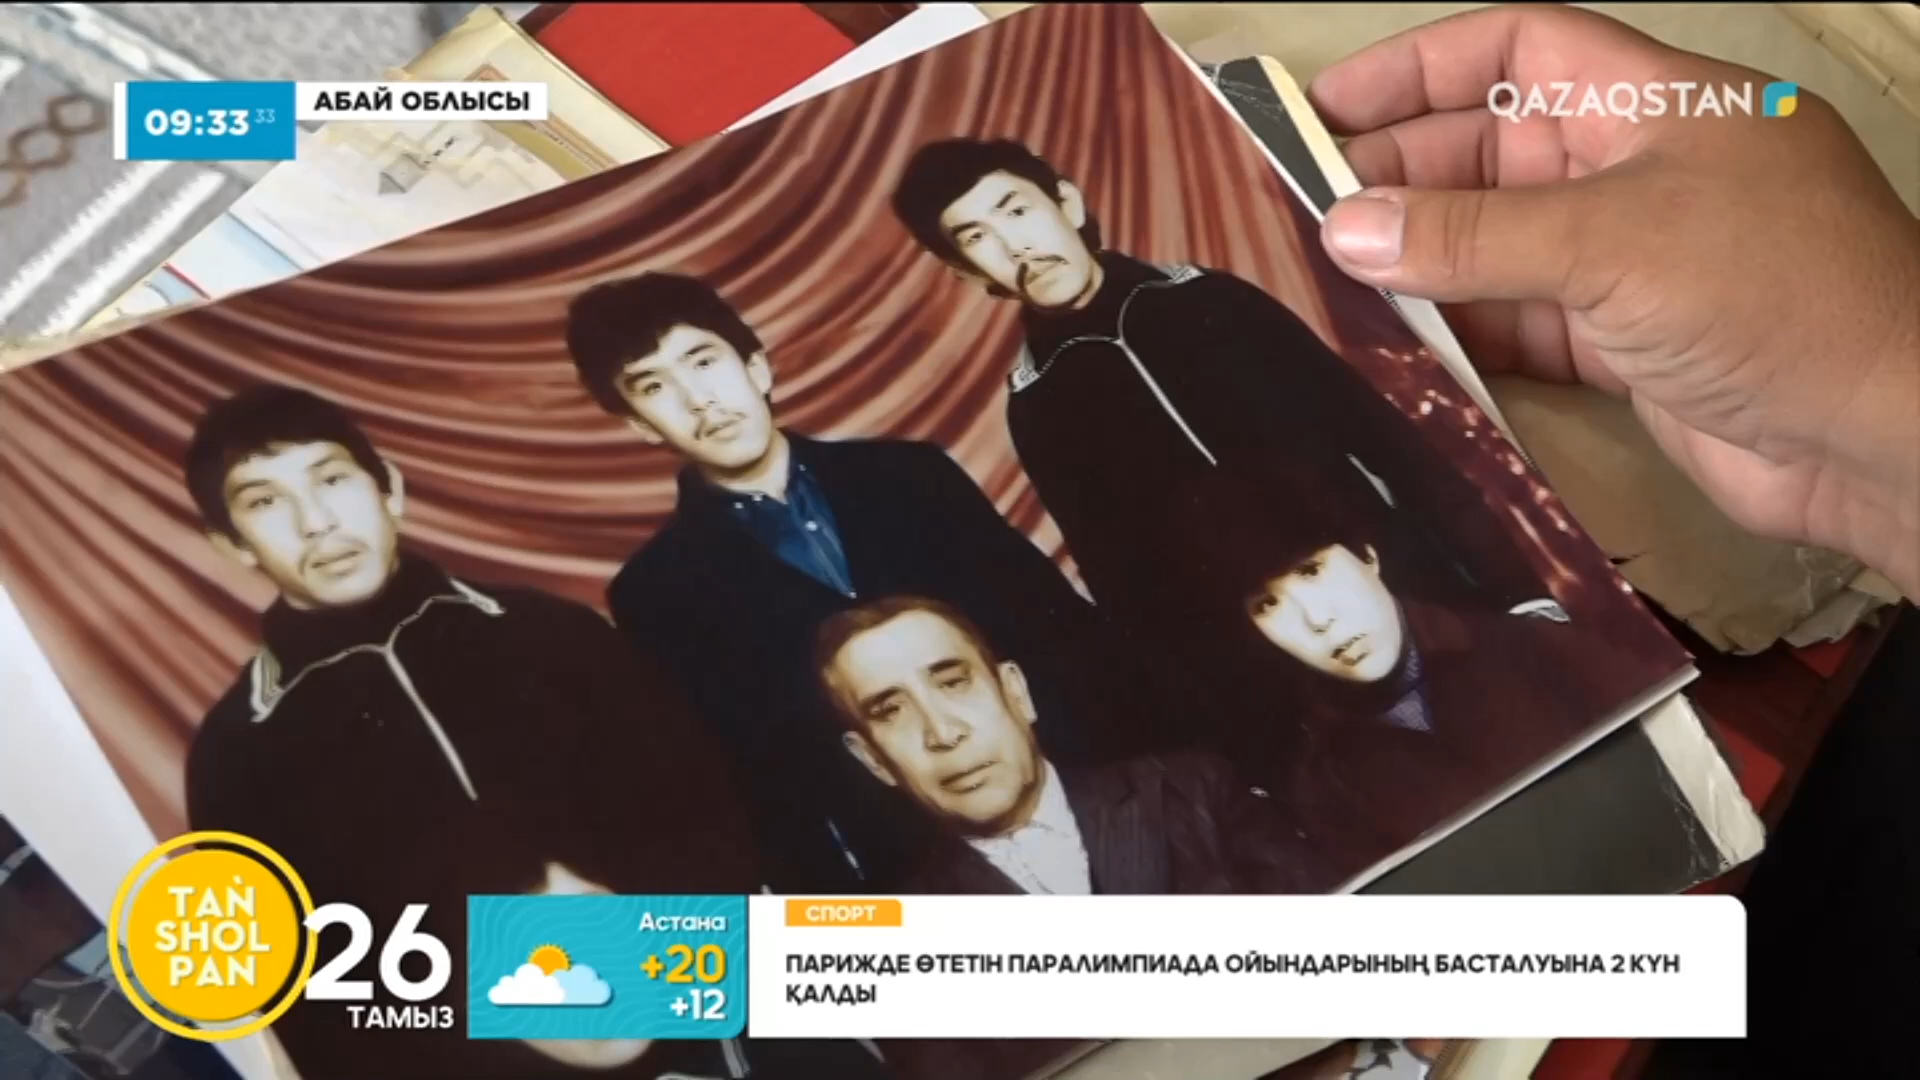 09:33 33
АБАЙ ОБЛЫСЫ
QAZAQSTAN
TAŃ
SHOL
PAN
26
ТАМЫЗ
Астана
+20
+12
СПОРТ
ПАРИЖДЕ ӨТЕТІН ПАРАЛИМПИАДА ОЙЫНДАРЫНЫҢ БАСТАЛУЫНА 2 КҮН
ҚАЛДЫ